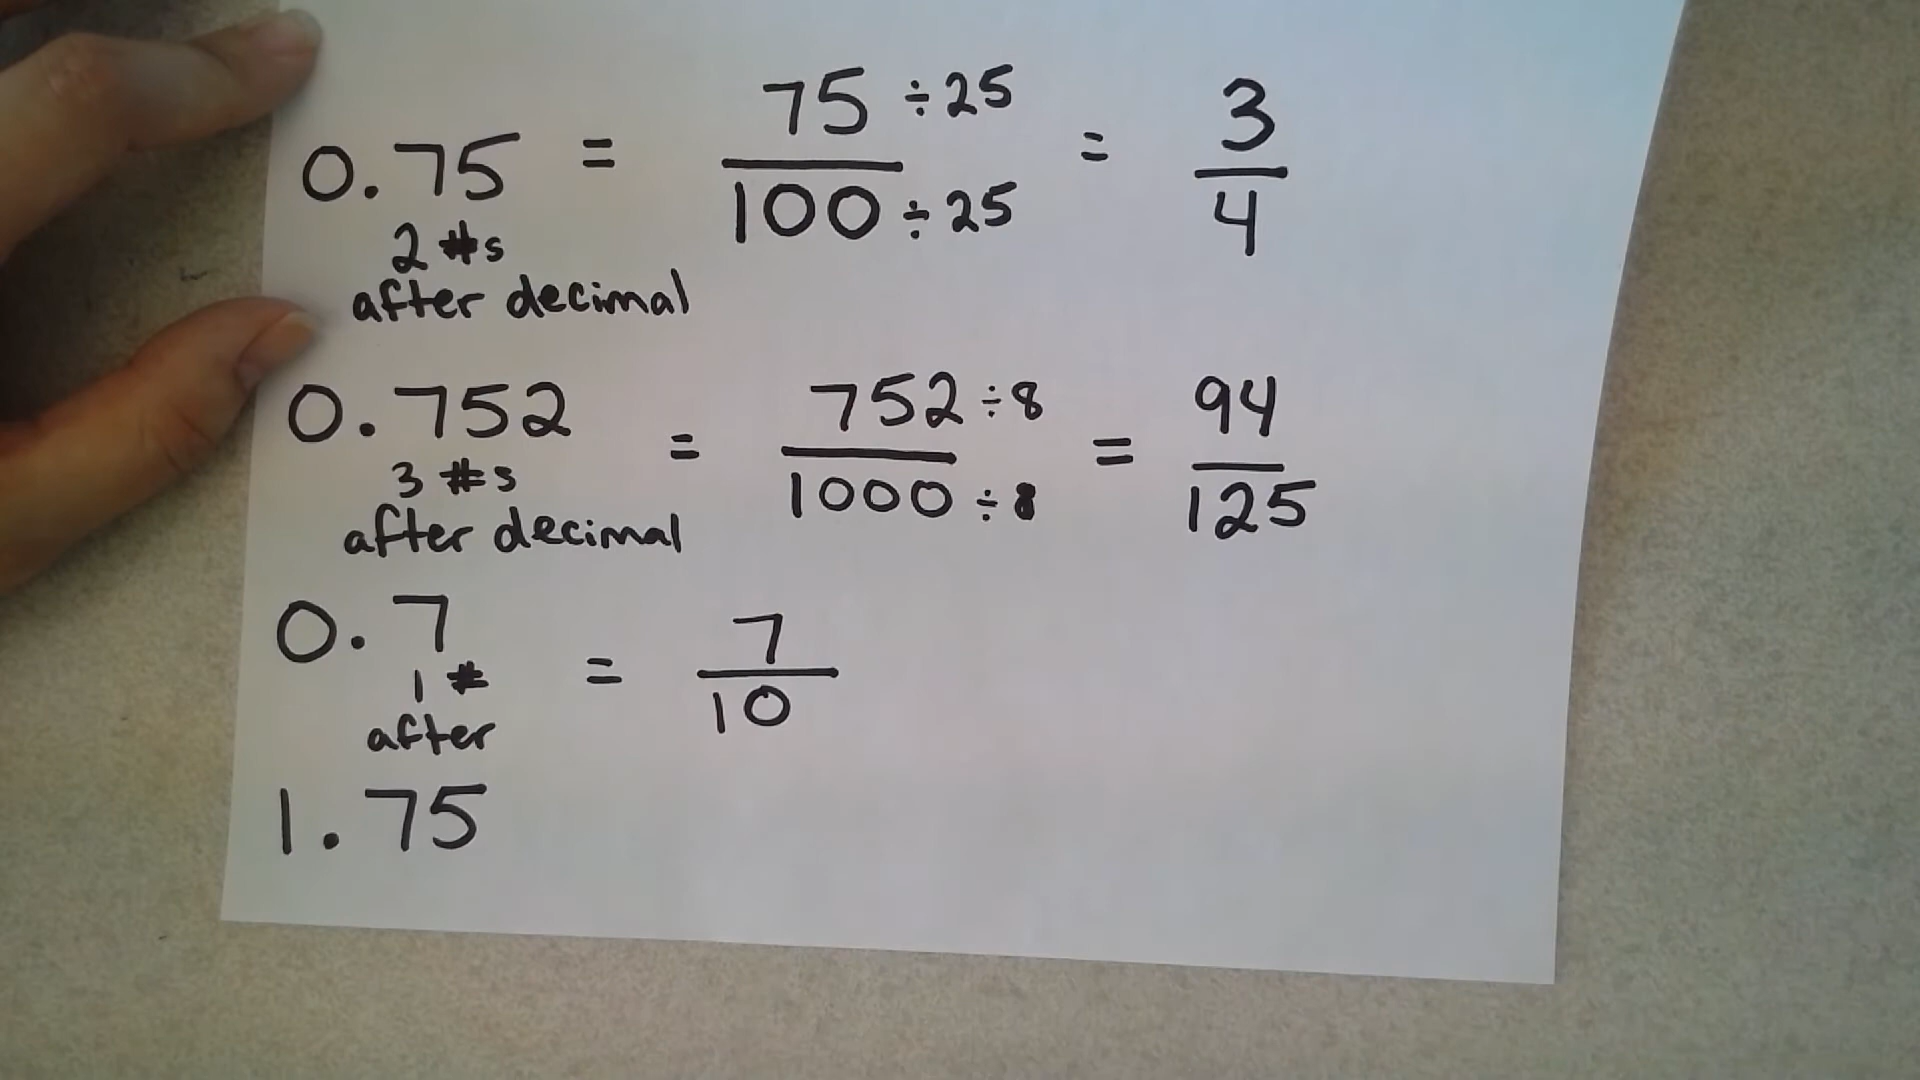 0.75 = 75 ÷25 / 100 ÷25 = 3/4
2 #s
after decimal
0.752 = 752 ÷8 / 1000 ÷8 = 94/125
3 #s
after decimal
0.7 = 7/10
1 #
after
1.75